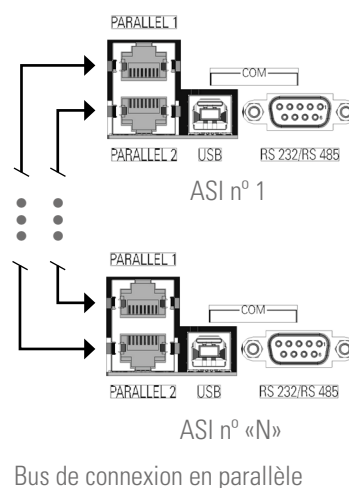 PARALLEL 1
COM
PARALLEL 2 USB RS 232/RS 485
ASI nº 1
PARALLEL 1
COM
PARALLEL 2 USB RS 232/RS 485
ASI nº «N»
Bus de connexion en parallèle